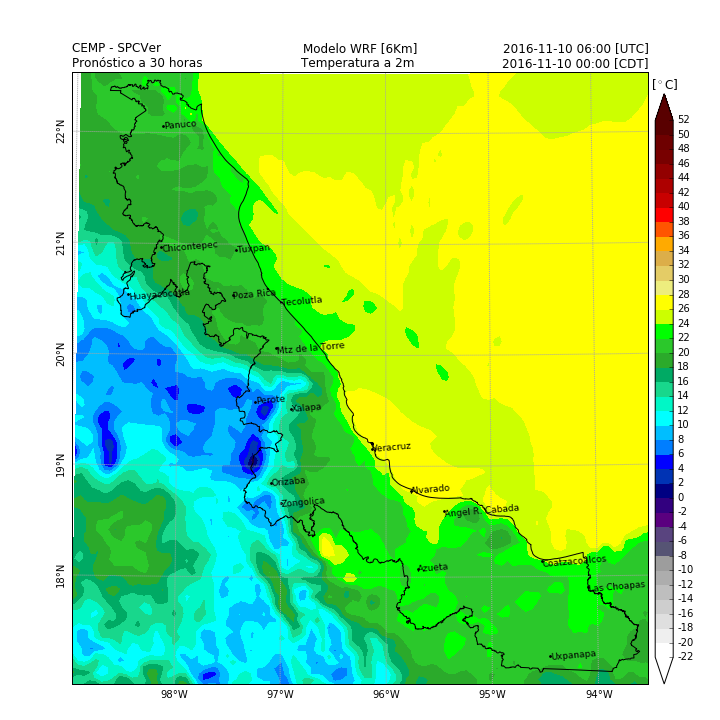 CEMP - SPCVer Modelo WRF [6Km] 2016-11-10 06:00 [UTC]
Pronóstico a 30 horas Temperatura a 2m 2016-11-10 00:00 [CDT]
[°C]
52
50
48
46
44
42
40
38
36
34
32
30
28
26
24
22
20
18
16
14
12
10
8
6
4
2
0
-2
-4
-6
-8
-10
-12
-14
-16
-18
-20
-22
22°N
21°N
20°N
19°N
18°N
Panuco
Chicontepec
Tuxpan
Huayacocotla
Poza Rica
Tecolutla
Mtz de la Torre
Perote
Xalapa
Veracruz
Orizaba
Alvarado
Zongolica
Angel R. Cabada
Azueta
Coatzacoalcos
Las Choapas
Uxpanapa
98°W 97°W 96°W 95°W 94°W